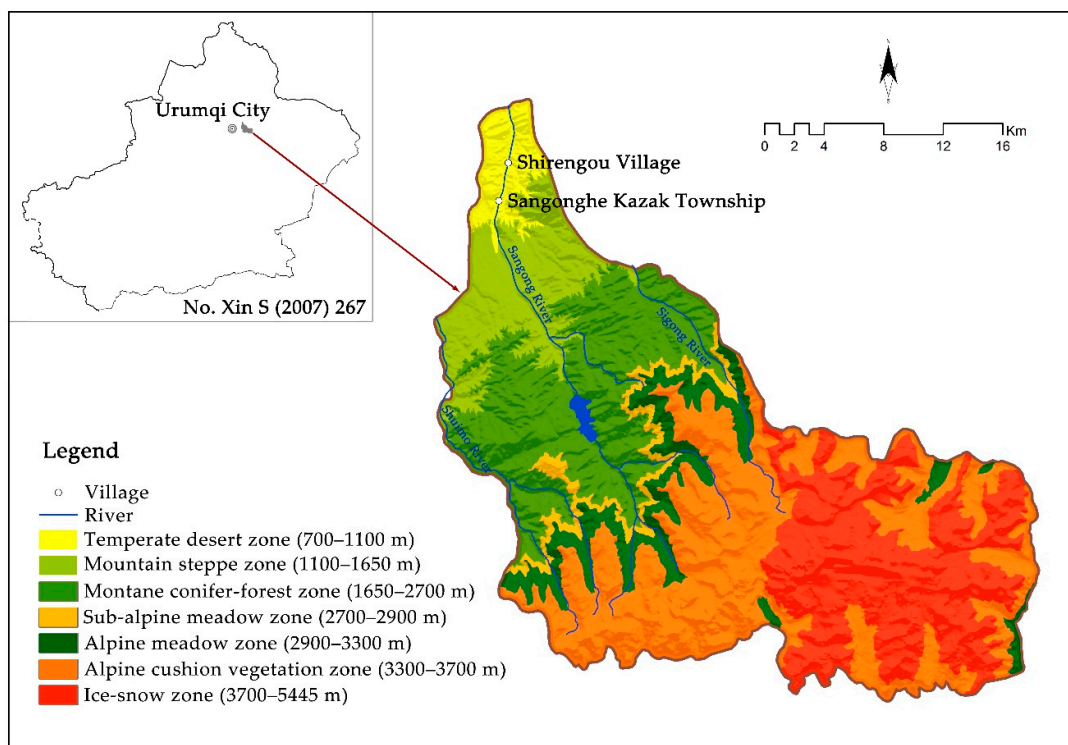 Urumqi City
No. Xin S (2007) 267
N
Km
0 2 4 8 12 16
Shirengou Village
Sangonghe Kazak Township
Sangong River
Sigong River
Shuimo River
Legend
Village
River
Temperate desert zone (700–1100 m)
Mountain steppe zone (1100–1650 m)
Montane conifer-forest zone (1650–2700 m)
Sub-alpine meadow zone (2700–2900 m)
Alpine meadow zone (2900–3300 m)
Alpine cushion vegetation zone (3300–3700 m)
Ice-snow zone (3700–5445 m)